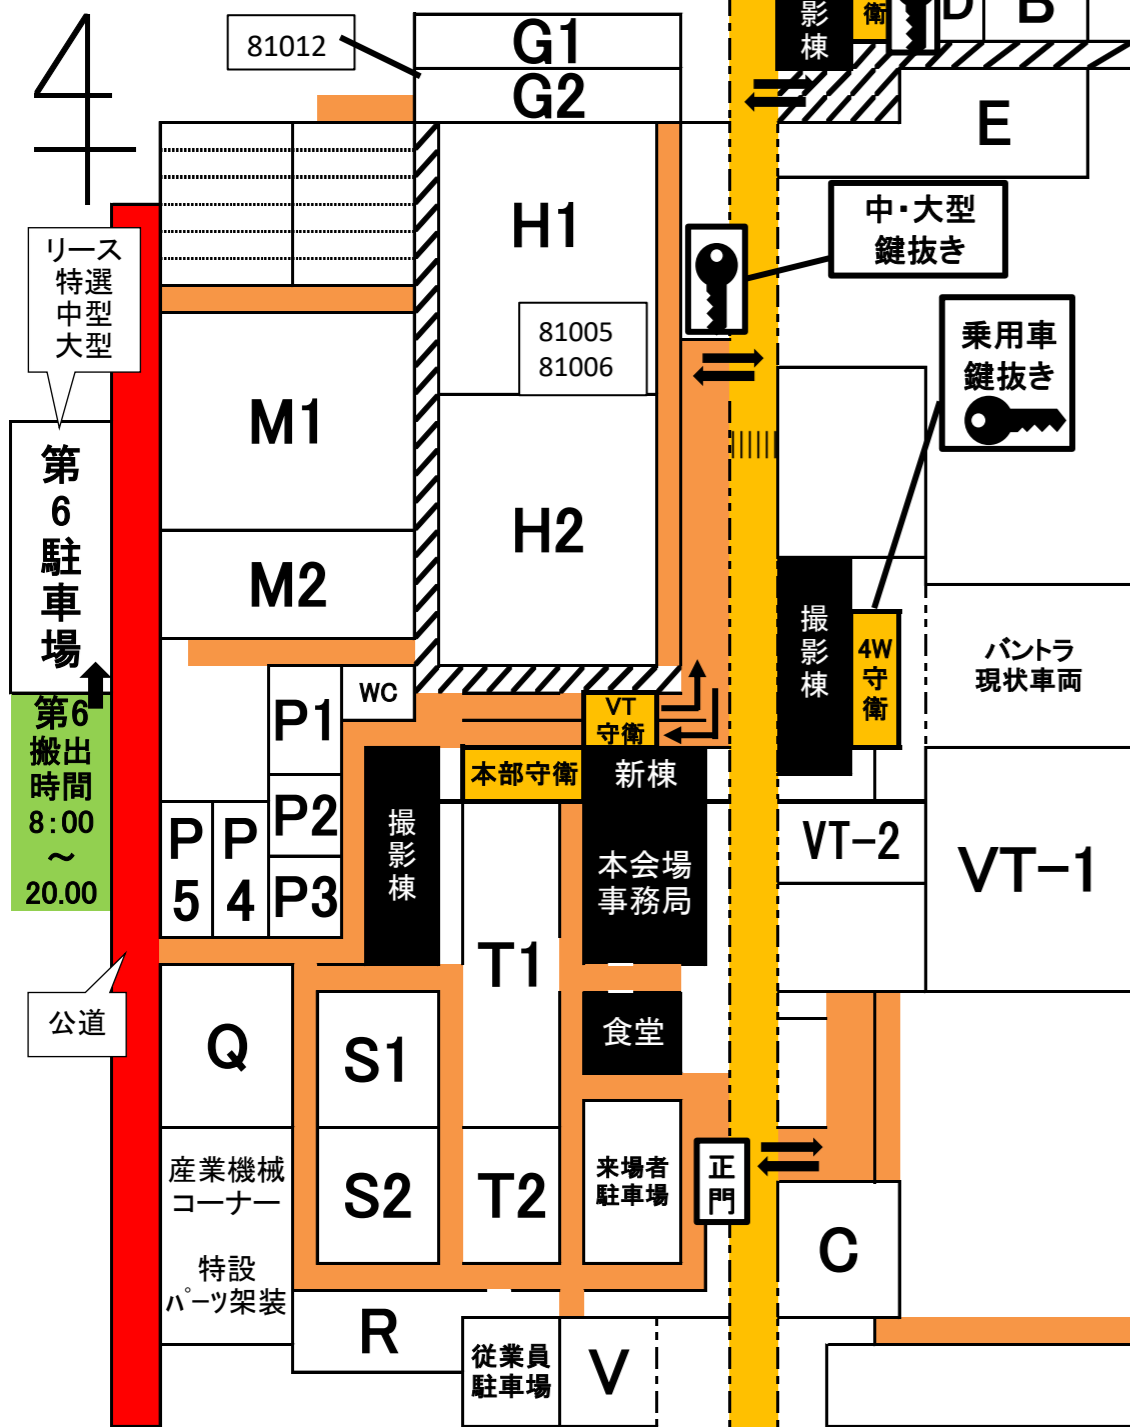 影
棟
衛
D
B
81012
G1
G2
E
リース
特選
中型
大型
H1
中・大型
鍵抜き
81005
81006
乗用車
鍵抜き
M1
第
6
駐
車
場
H2
M2
撮
影
棟
4W
守
衛
バントラ
現状車両
WC
P1
VT
守衛
第6
搬出
時間
8:00
~
20.00
本部守衛
新棟
本会場
事務局
P2
P
5
P
4
P3
撮
影
棟
VT-2
VT-1
T1
公道
Q
S1
食堂
産業機械
コーナー
特設
パーツ架装
S2
T2
来場者
駐車場
正
門
C
R
従業員
駐車場
V